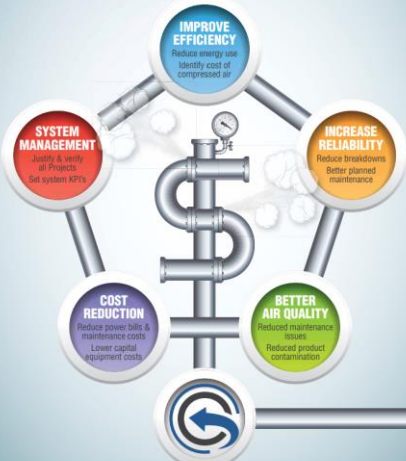 IMPROVE
EFFICIENCY
Reduce energy use
Identify cost of
compressed air
SYSTEM
MANAGEMENT
Justify & verify
all Projects
Set system KPI's
INCREASE
RELIABILITY
Reduce breakdowns
Better planned
maintenance
COST
REDUCTION
Reduce power bills &
maintenance costs
Lower capital
equipment costs
BETTER
AIR QUALITY
Reduced maintenance
issues
Reduced product
contamination